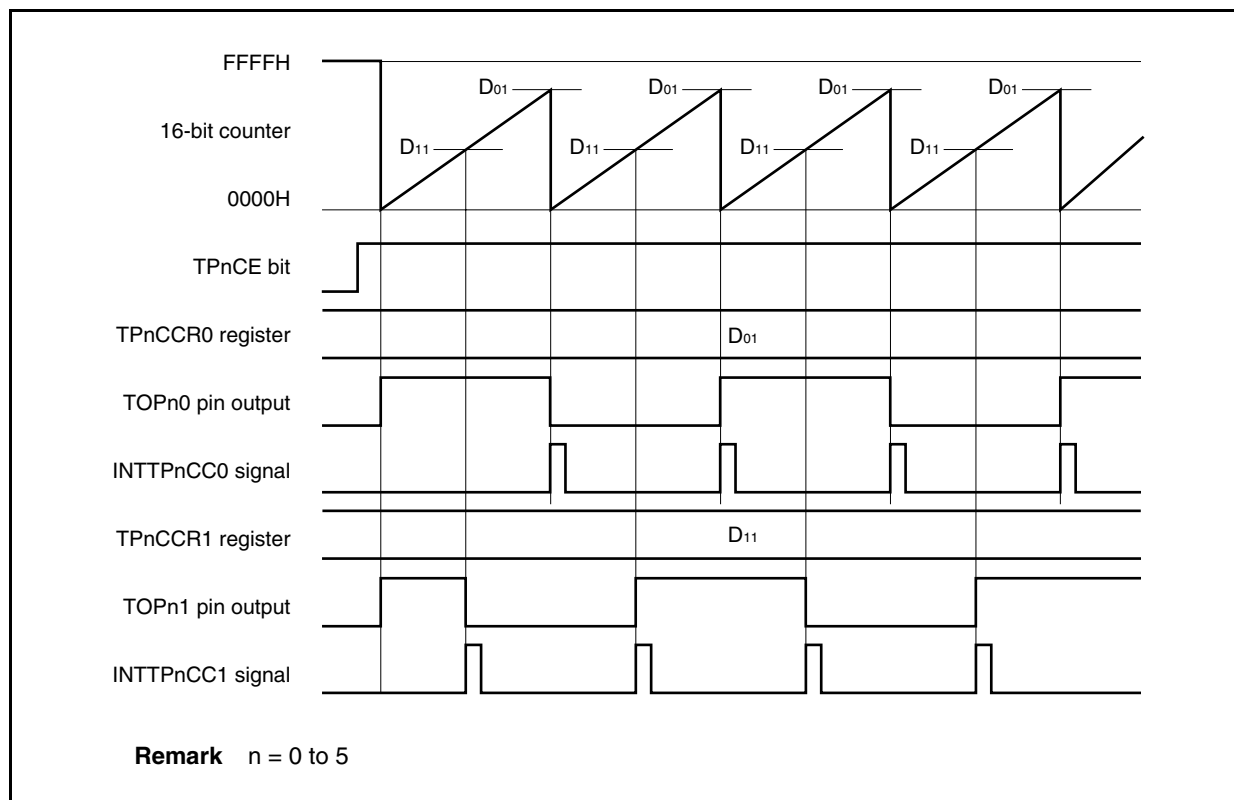 FFFFH
D01 D01 D01 D01
16-bit counter
D11 D11 D11 D11
0000H
TPnCE bit
TPnCCR0 register
D01
TOPn0 pin output
INTTPnCC0 signal
TPnCCR1 register
D11
TOPn1 pin output
INTTPnCC1 signal
Remark n = 0 to 5